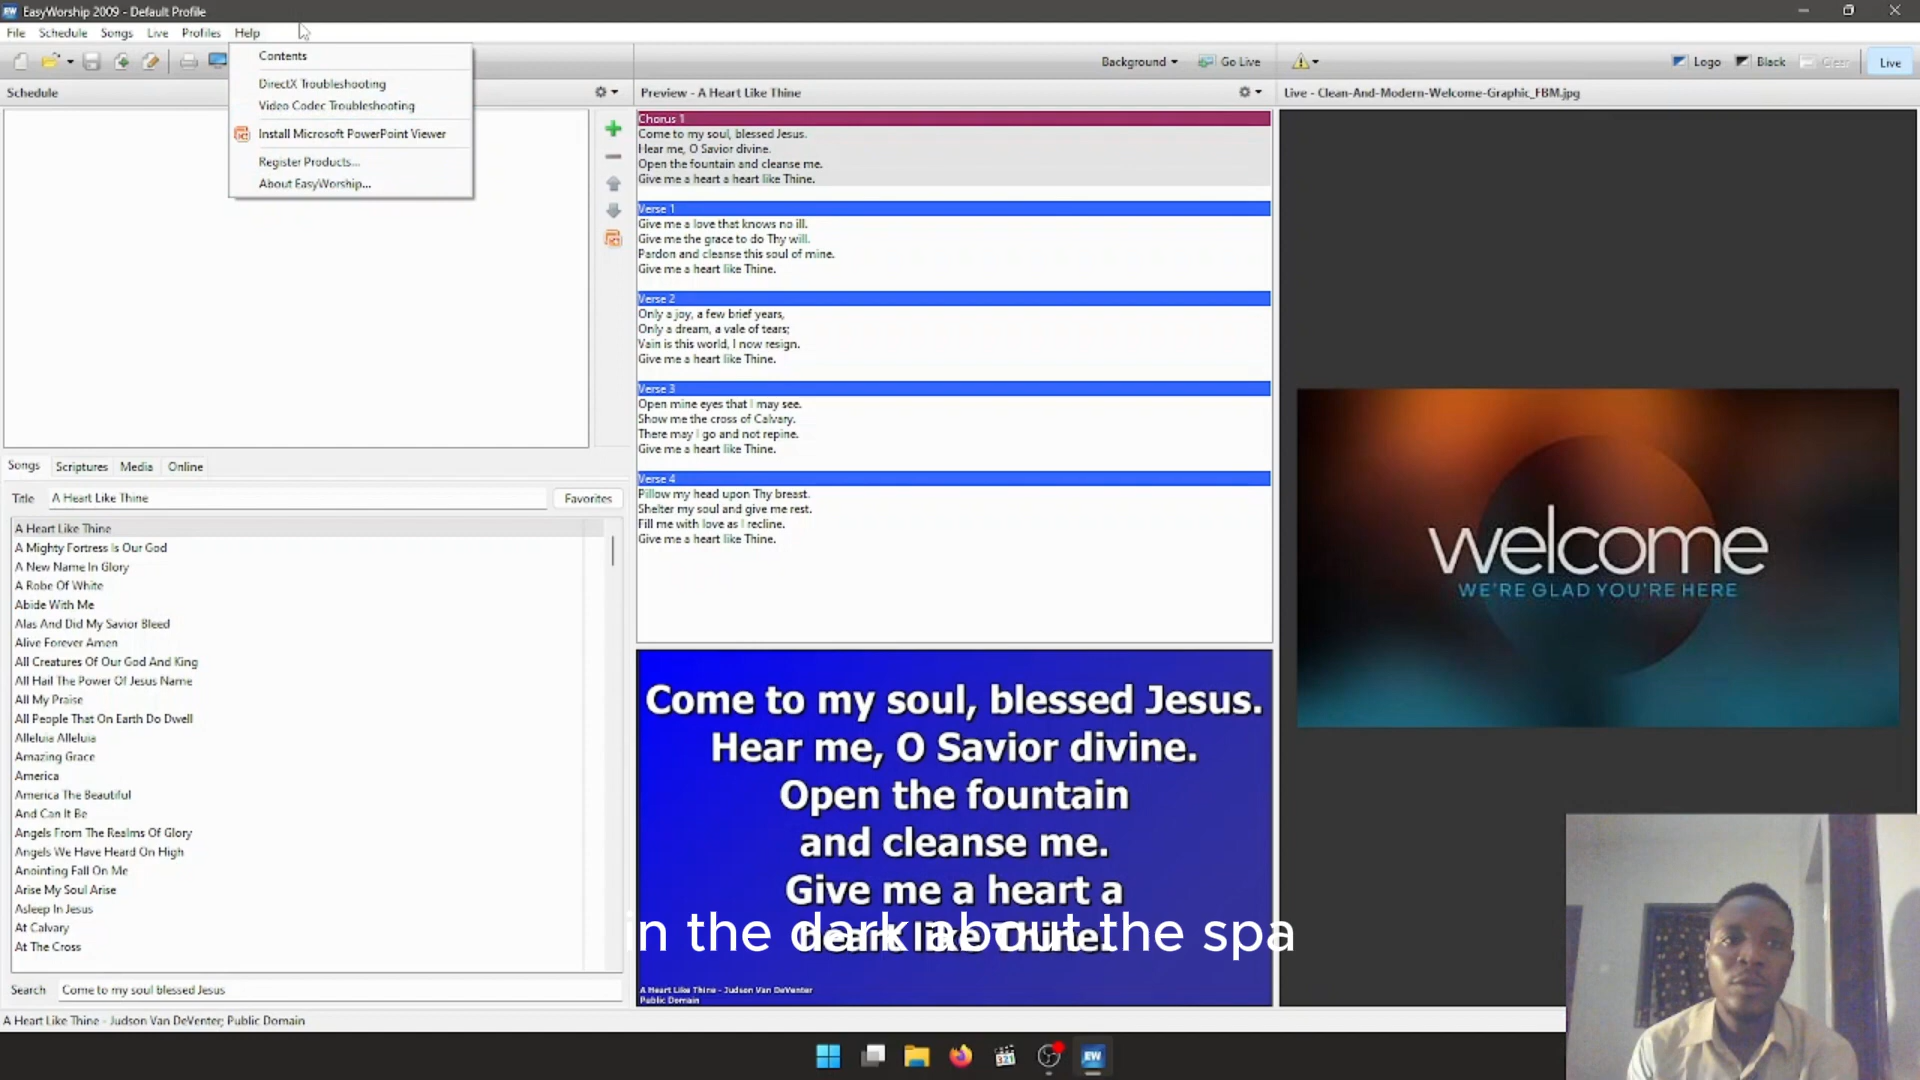 EasyWorship 2009 - Default Profile
File Schedule Songs Live Profiles Help
Contents
DirectX Troubleshooting
Video Codec Troubleshooting
Install Microsoft PowerPoint Viewer
Register Products...
About EasyWorship...
Background Go Live
Logo Black Clear Live
Schedule
Preview - A Heart Like Thine
Live - Clean-And-Modern-Welcome-Graphic_FBM.jpg
Chorus 1
Come to my soul, blessed Jesus.
Hear me, O Savior divine.
Open the fountain and cleanse me.
Give me a heart a heart like Thine.
Verse 1
Give me a love that knows no ill.
Give me the grace to do Thy will.
Pardon and cleanse this soul of mine.
Give me a heart like Thine.
Verse 2
Only a joy, a few brief years,
Only a dream, a vale of tears;
Vain is this world, I now resign.
Give me a heart like Thine.
Verse 3
Open mine eyes that I may see.
Show me the cross of Calvary.
There may I go and not repine.
Give me a heart like Thine.
Verse 4
Pillow my head upon Thy breast.
Shelter my soul and give me rest.
Fill me with love as I recline.
Give me a heart like Thine.
welcome
WE'RE GLAD YOU'RE HERE
Songs Scriptures Media Online
Title A Heart Like Thine Favorites
A Heart Like Thine
A Mighty Fortress Is Our God
A New Name In Glory
A Robe Of White
Abide With Me
Alas And Did My Savior Bleed
Alive Forever Amen
All Creatures Of Our God And King
All Hail The Power Of Jesus Name
All My Praise
All People That On Earth Do Dwell
Alleluia Alleluia
Amazing Grace
America
America The Beautiful
And Can It Be
Angels From The Realms Of Glory
Angels We Have Heard On High
Anointing Fall On Me
Arise My Soul Arise
Asleep In Jesus
At Calvary
At The Cross
Search Come to my soul blessed Jesus
A Heart Like Thine - Judson Van DeVenter; Public Domain
Come to my soul, blessed Jesus.
Hear me, O Savior divine.
Open the fountain
and cleanse me.
Give me a heart a
heart like Thine.
in the dark about the spa
A Heart Like Thine - Judson Van DeVenter
Public Domain
EW
321
EW